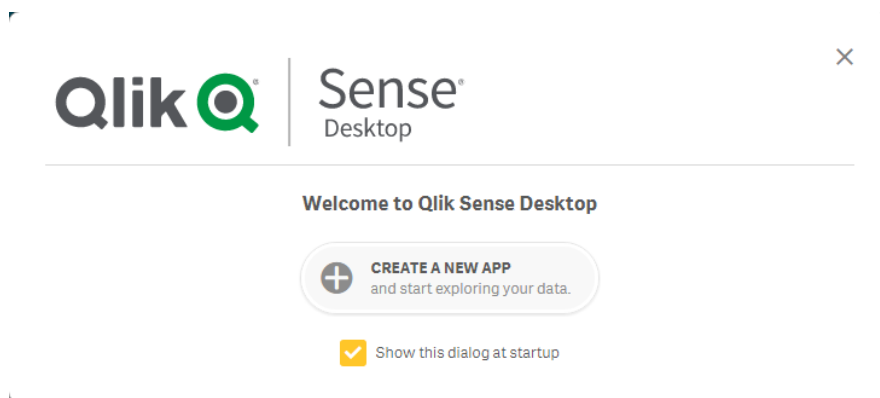 Qlik
Sense®
Desktop
Welcome to Qlik Sense Desktop
CREATE A NEW APP
and start exploring your data.
Show this dialog at startup